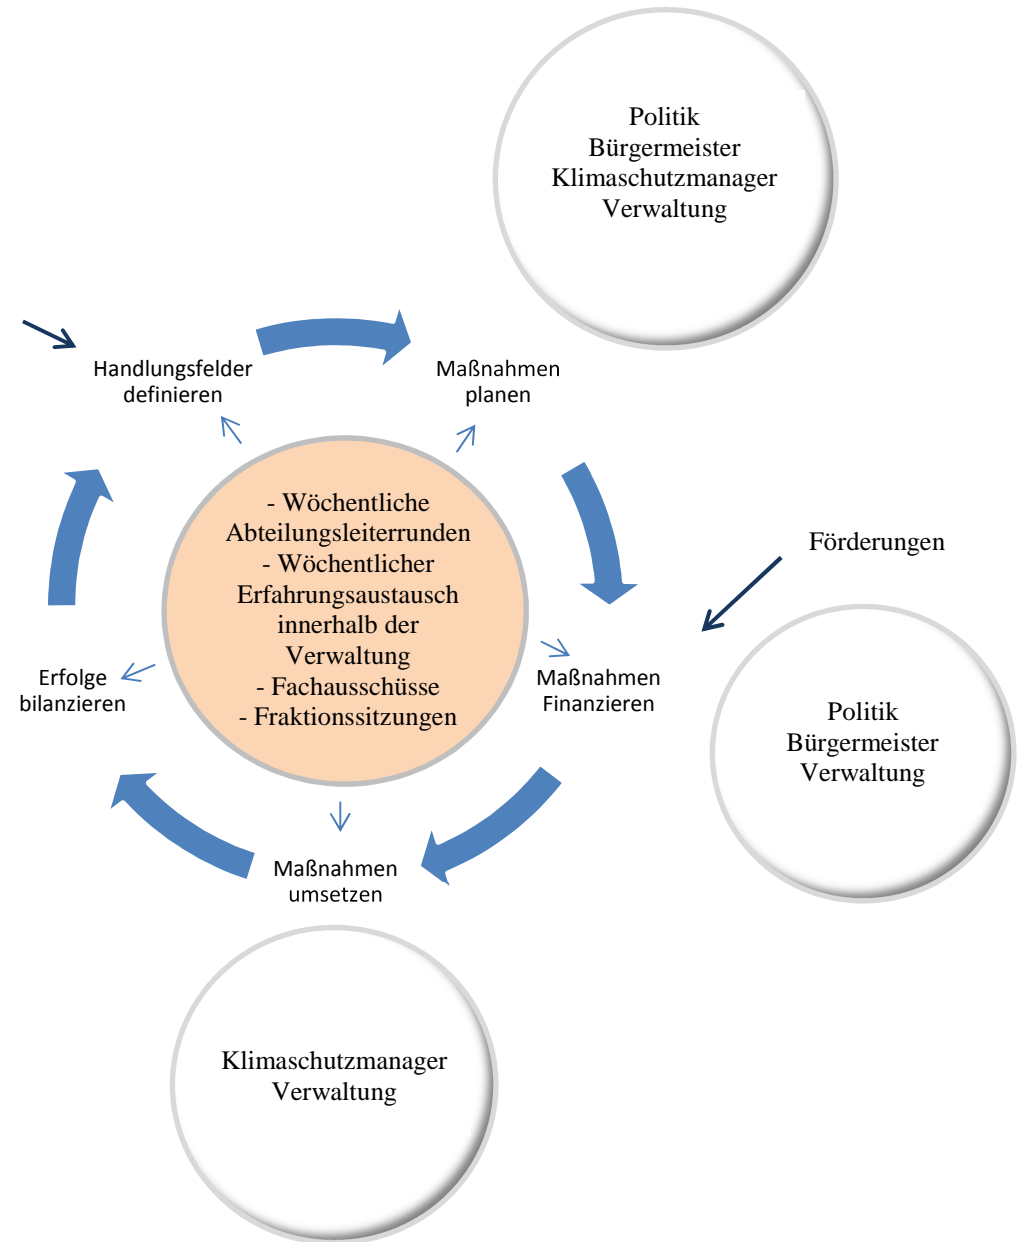 Politik
Bürgermeister
Klimaschutzmanager
Verwaltung
Handlungsfelder
definieren
Maßnahmen
planen
- Wöchentliche
Abteilungsleiterrunden
- Wöchentlicher
Erfahrungsaustausch
innerhalb der
Verwaltung
- Fachausschüsse
- Fraktionssitzungen
Förderungen
Erfolge
bilanzieren
Maßnahmen
Finanzieren
Politik
Bürgermeister
Verwaltung
Maßnahmen
umsetzen
Klimaschutzmanager
Verwaltung